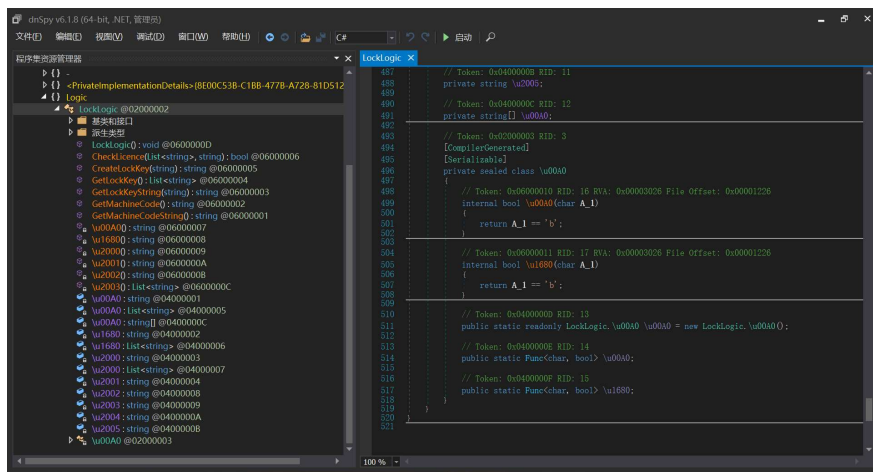 dnSpy v6.1.8 (64-bit, .NET, 管理员)
文件(F) 编辑(E) 视图(V) 调试(D) 窗口(W) 帮助(H) C# 启动
程序集资源管理器
{} -
{} <PrivateImplementationDetails>{8E00C53B-C1BB-477B-A728-81D512
{} Logic
LockLogic @02000002
基类和接口
派生类型
LockLogic() : void @0600000D
CheckLicence(List<string>, string) : bool @06000006
CreateLockKey(string) : string @06000005
GetLockKey() : List<string> @06000004
GetLockKeyString(string) : string @06000003
GetMachineCode() : string @06000002
GetMachineCodeString() : string @06000001
\u00A0() : string @06000007
\u1680() : string @06000008
\u2000() : string @06000009
\u2001() : string @0600000A
\u2002() : string @0600000B
\u2003() : List<string> @0600000C
\u00A0 : string @04000001
\u00A0 : List<string> @04000005
\u00A0 : string[] @0400000C
\u1680 : string @04000002
\u1680 : List<string> @04000006
\u2000 : string @04000003
\u2000 : List<string> @04000007
\u2001 : string @04000004
\u2002 : string @04000008
\u2003 : string @04000009
\u2004 : string @0400000A
\u2005 : string @0400000B
\u00A0 @02000003
LockLogic
487 // Token: 0x0400000B RID: 11
488 private string \u2005;
489
490 // Token: 0x0400000C RID: 12
491 private string[] \u00A0;
492
493 // Token: 0x02000003 RID: 3
494 [CompilerGenerated]
495 [Serializable]
496 private sealed class \u00A0
497 {
498 // Token: 0x06000010 RID: 16 RVA: 0x00003026 File Offset: 0x00001226
499 internal bool \u00A0(char A_1)
500 {
501 return A_1 == 'b';
502 }
503
504 // Token: 0x06000011 RID: 17 RVA: 0x00003026 File Offset: 0x00001226
505 internal bool \u1680(char A_1)
506 {
507 return A_1 == 'b';
508 }
509
510 // Token: 0x0400000D RID: 13
511 public static readonly LockLogic.\u00A0 \u00A0 = new LockLogic.\u00A0();
512
513 // Token: 0x0400000E RID: 14
514 public static Func<char, bool> \u00A0;
515
516 // Token: 0x0400000F RID: 15
517 public static Func<char, bool> \u1680;
518 }
519 }
520 }
521
100 %